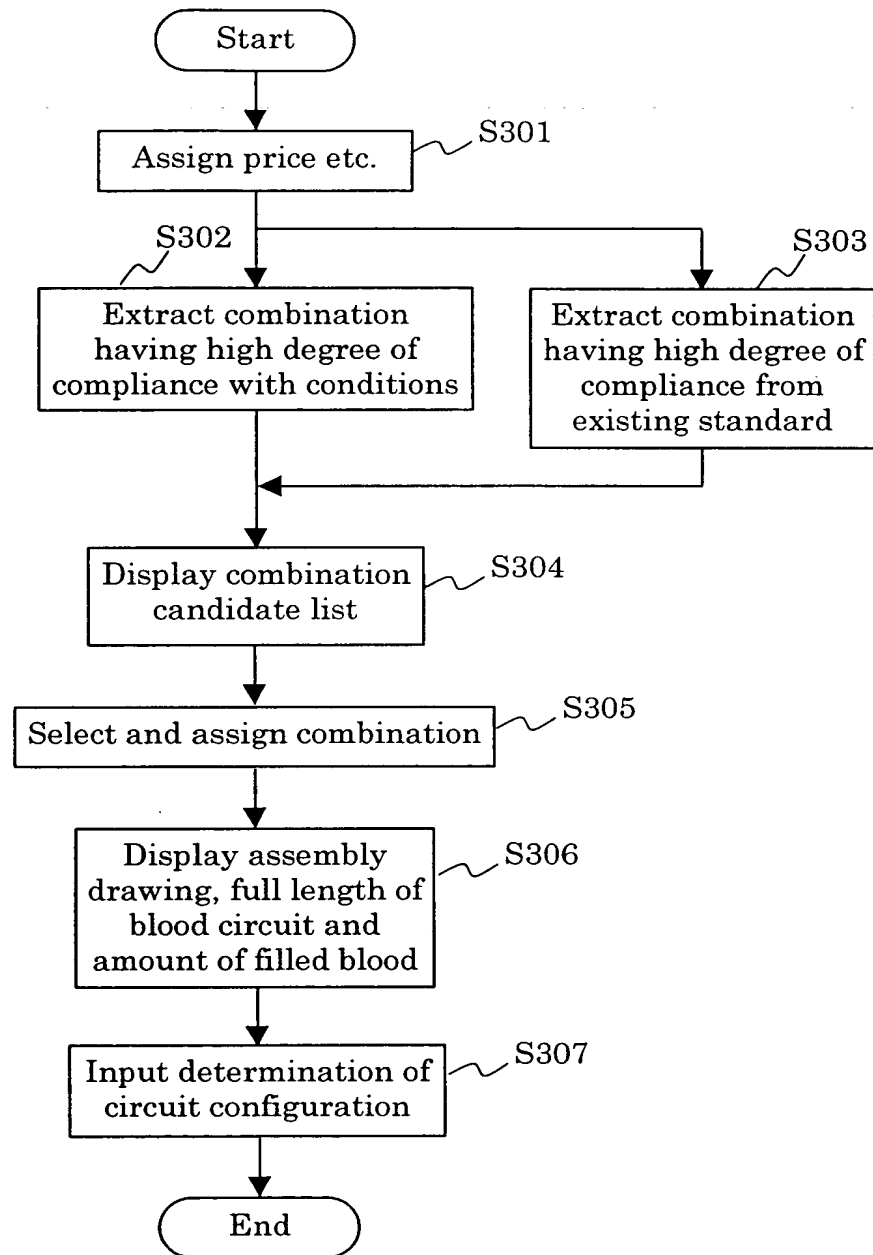 Start
Assign price etc.
S301
S302
S303
Extract combination
having high degree of
compliance with conditions
Extract combination
having high degree of
compliance from
existing standard
Display combination
candidate list
S304
Select and assign combination
S305
Display assembly
drawing, full length of
blood circuit and
amount of filled blood
S306
Input determination of
circuit configuration
S307
End